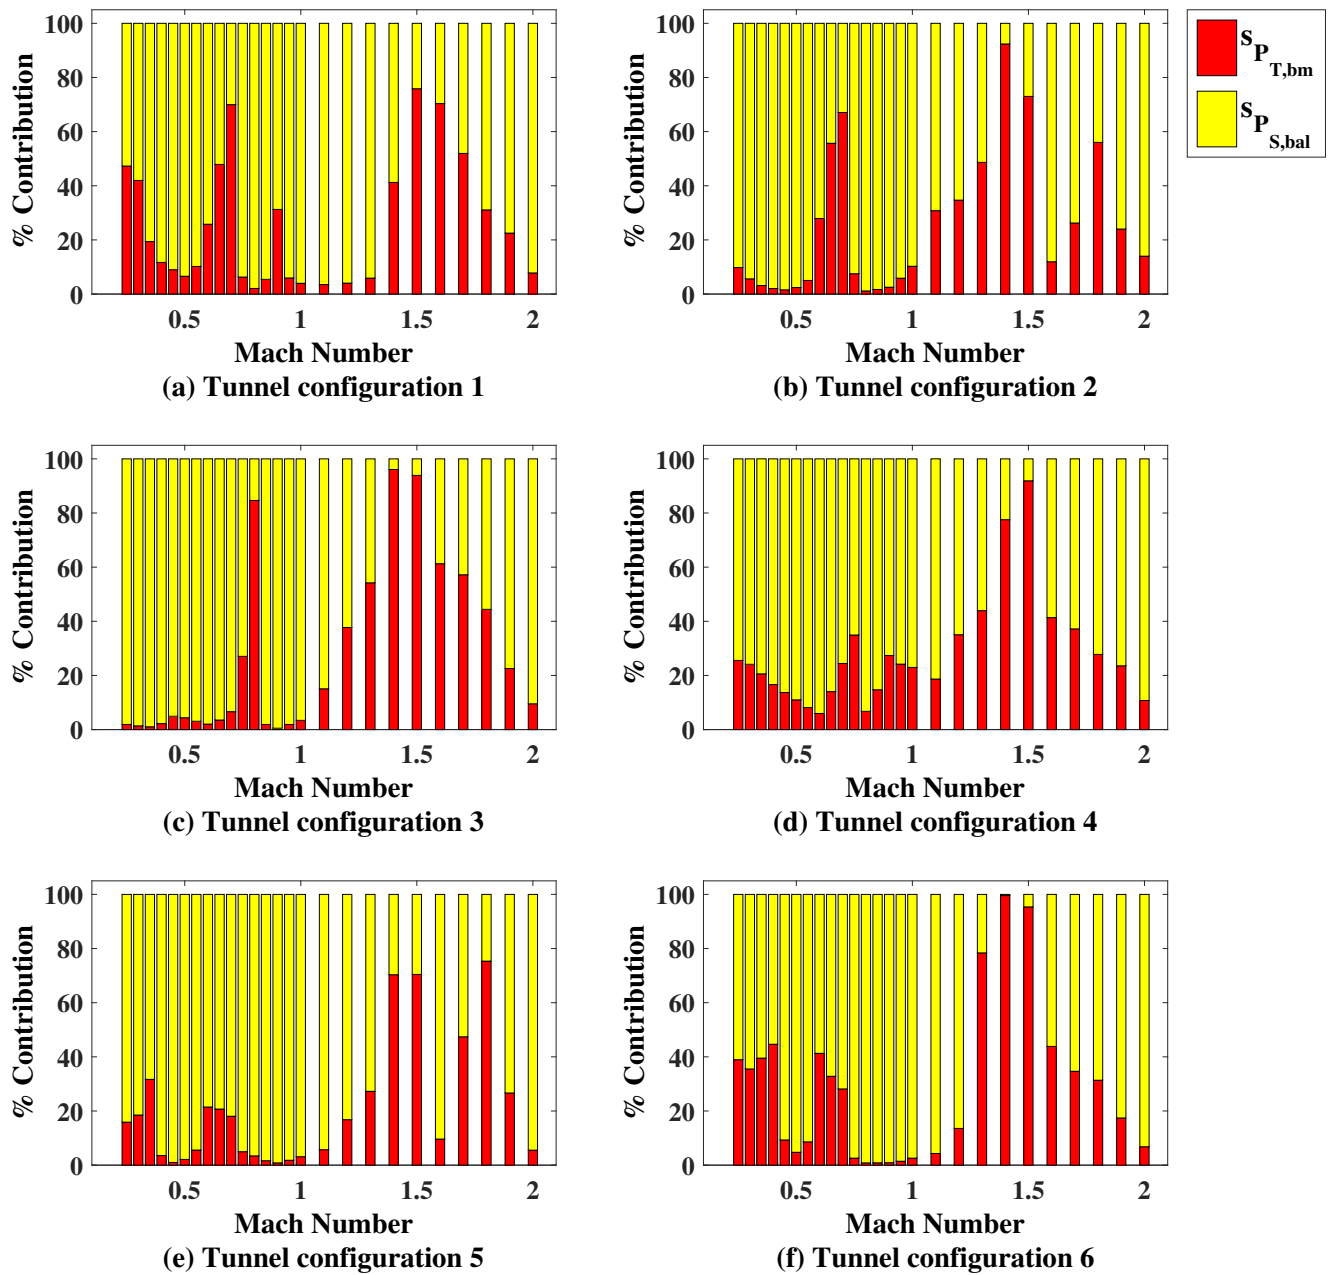 100
80
60
40
20
0
% Contribution
0.5 1 1.5 2
Mach Number
(a) Tunnel configuration 1
100
80
60
40
20
0
% Contribution
0.5 1 1.5 2
Mach Number
(b) Tunnel configuration 2
s P T,bm
s P S,bal
100
80
60
40
20
0
% Contribution
0.5 1 1.5 2
Mach Number
(c) Tunnel configuration 3
100
80
60
40
20
0
% Contribution
0.5 1 1.5 2
Mach Number
(d) Tunnel configuration 4
100
80
60
40
20
0
% Contribution
0.5 1 1.5 2
Mach Number
(e) Tunnel configuration 5
100
80
60
40
20
0
% Contribution
0.5 1 1.5 2
Mach Number
(f) Tunnel configuration 6